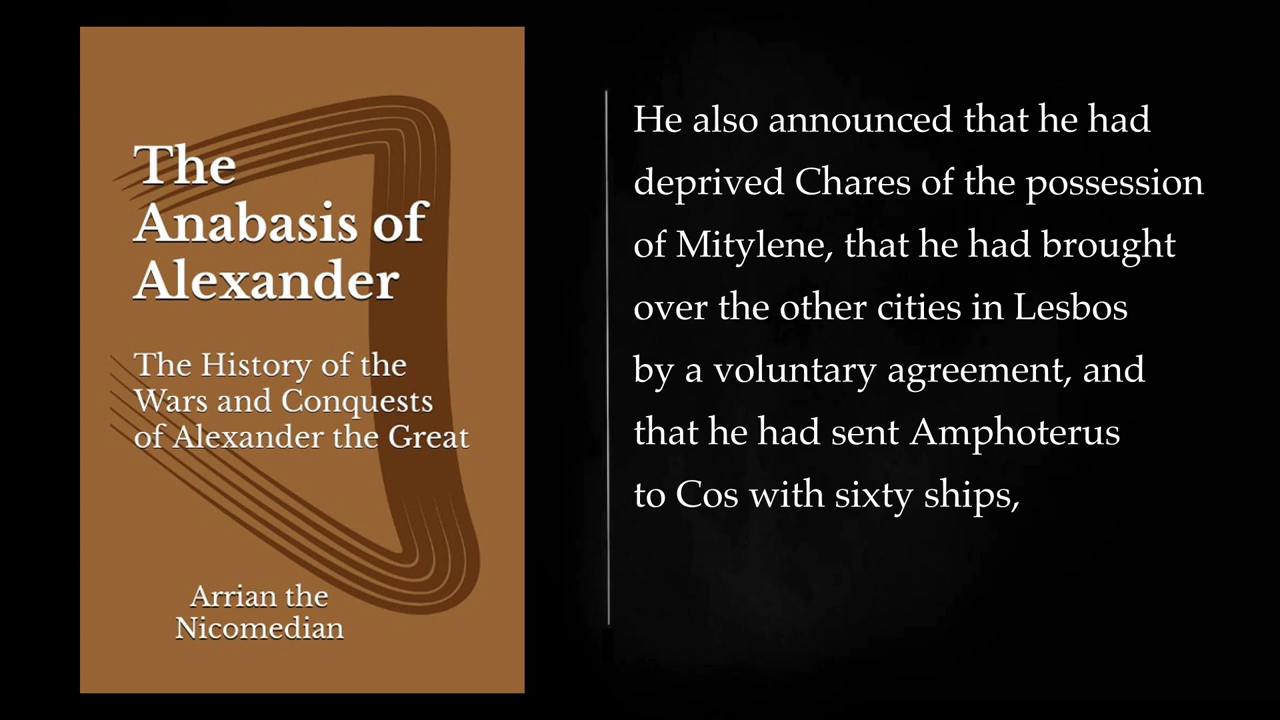 The
Anabasis of
Alexander
The History of the
Wars and Conquests
of Alexander the Great
Arrian the
Nicomedian
He also announced that he had
deprived Chares of the possession
of Mitylene, that he had brought
over the other cities in Lesbos
by a voluntary agreement, and
that he had sent Amphoterus
to Cos with sixty ships,